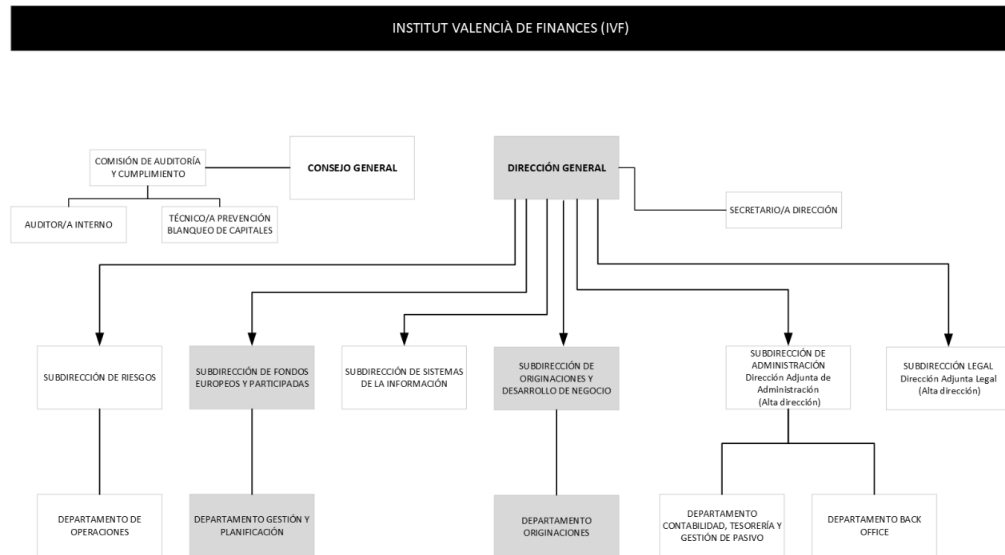 INSTITUT VALENCIÀ DE FINANCES (IVF)
COMISIÓN DE AUDITORÍA
Y CUMPLIMIENTO
CONSEJO GENERAL
DIRECCIÓN GENERAL
AUDITOR/A INTERNO
TÉCNICO/A PREVENCIÓN
BLANQUEO DE CAPITALES
SECRETARIO/A DIRECCIÓN
SUBDIRECCIÓN DE RIESGOS
SUBDIRECCIÓN DE FONDOS
EUROPEOS Y PARTICIPADAS
SUBDIRECCIÓN DE SISTEMAS
DE LA INFORMACIÓN
SUBDIRECCIÓN DE
ORIGINACIONES Y
DESARROLLO DE NEGOCIO
SUBDIRECCIÓN DE
ADMINISTRACIÓN
Dirección Adjunta de
Administración
(Alta dirección)
SUBDIRECCIÓN LEGAL
Dirección Adjunta Legal
(Alta dirección)
DEPARTAMENTO DE
OPERACIONES
DEPARTAMENTO GESTIÓN Y
PLANIFICACIÓN
DEPARTAMENTO
ORIGINACIONES
DEPARTAMENTO
CONTABILIDAD, TESORERÍA Y
GESTIÓN DE PASIVO
DEPARTAMENTO BACK
OFFICE